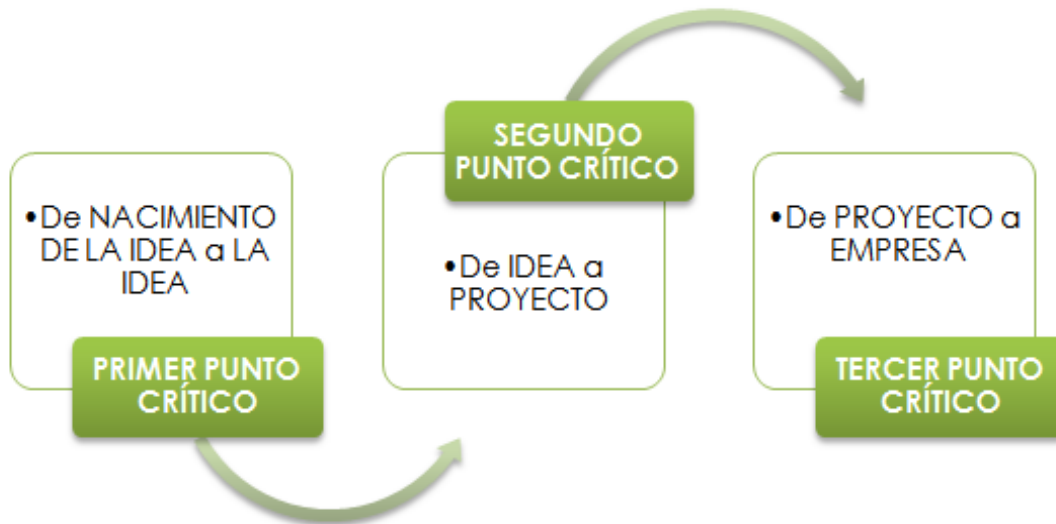 •De NACIMIENTO
DE LA IDEA a LA
IDEA
PRIMER PUNTO
CRÍTICO
SEGUNDO
PUNTO CRÍTICO
•De IDEA a
PROYECTO
•De PROYECTO a
EMPRESA
TERCER PUNTO
CRÍTICO